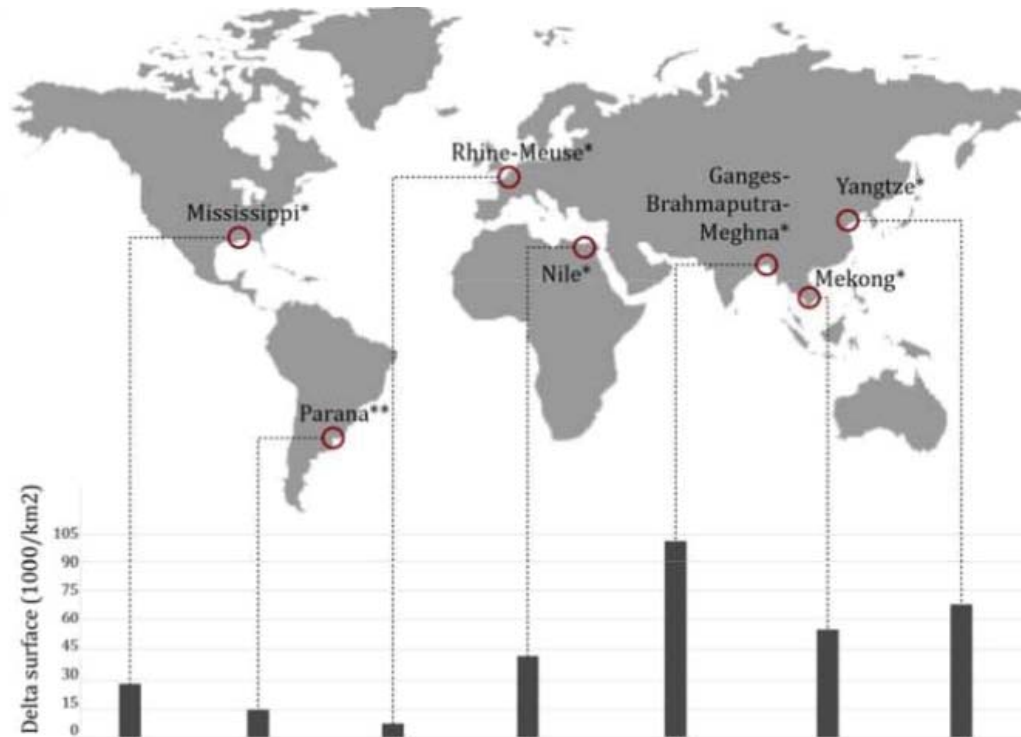 Rhine-Meuse*
Ganges-
Brahmaputra-
Meghna*
Yangtze*
Mississippi*
Nile*
Mekong*
Parana**
Delta surface (1000/km2)
105
90
75
60
45
30
15
0